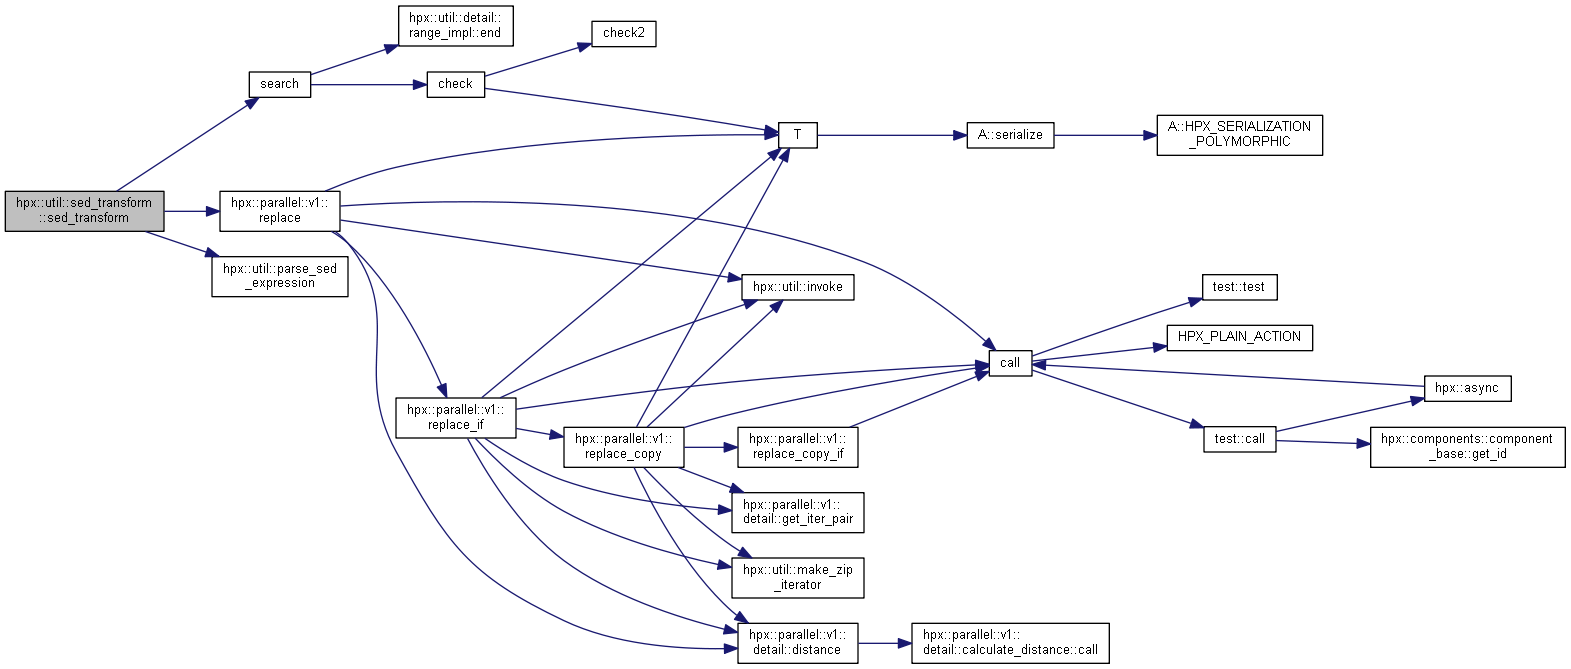 hpx::util::detail::
range_impl::end
check2
search
check
T
A::serialize
A::HPX_SERIALIZATION
_POLYMORPHIC
hpx::util::sed_transform
::sed_transform
hpx::parallel::v1::
replace
hpx::util::parse_sed
_expression
hpx::util::invoke
test::test
HPX_PLAIN_ACTION
call
hpx::async
hpx::parallel::v1::
replace_if
hpx::parallel::v1::
replace_copy
hpx::parallel::v1::
replace_copy_if
test::call
hpx::components::component
_base::get_id
hpx::parallel::v1::
detail::get_iter_pair
hpx::util::make_zip
_iterator
hpx::parallel::v1::
detail::distance
hpx::parallel::v1::
detail::calculate_distance::call